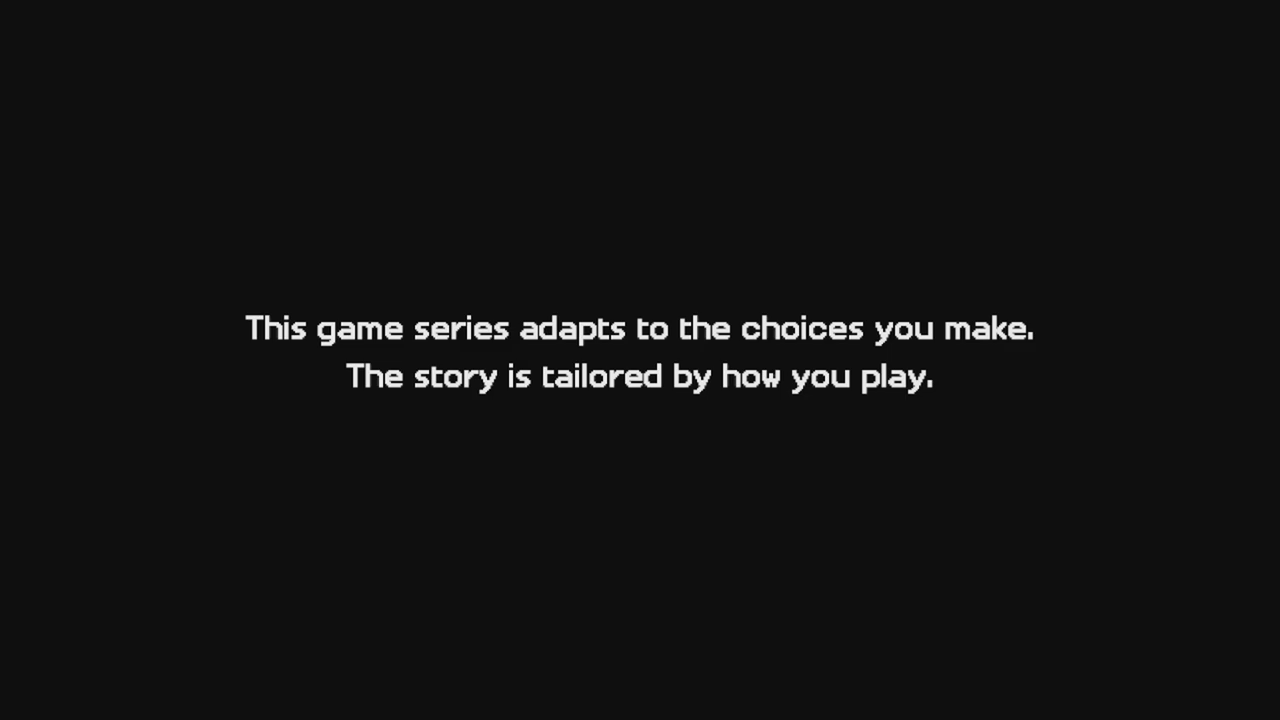 This game series adapts to the choices you make.
The story is tailored by how you play.